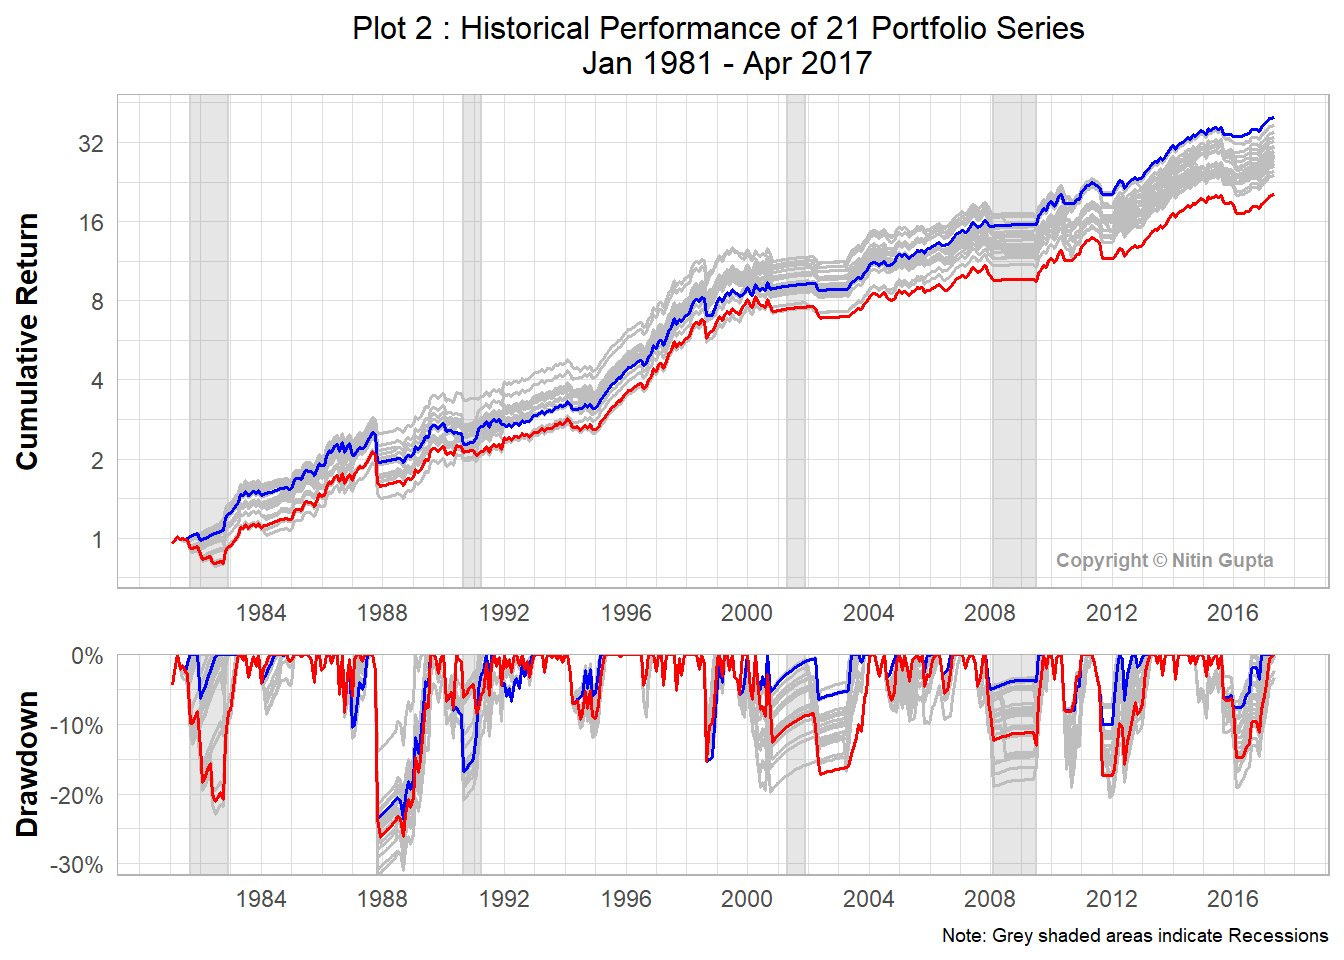 Plot 2 : Historical Performance of 21 Portfolio Series
Jan 1981 - Apr 2017
Cumulative Return
32
16
8
4
2
1
Copyright © Nitin Gupta
1984 1988 1992 1996 2000 2004 2008 2012 2016
Drawdown
0%
-10%
-20%
-30%
1984 1988 1992 1996 2000 2004 2008 2012 2016
Note: Grey shaded areas indicate Recessions